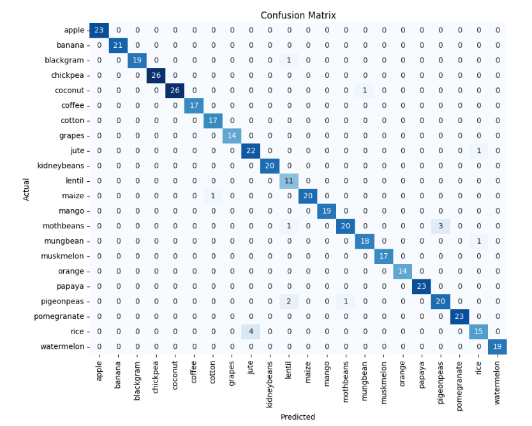 Confusion Matrix
apple 23 0 0 0 0 0 0 0 0 0 0 0 0 0 0 0 0 0 0 0 0 0
banana 0 21 0 0 0 0 0 0 0 0 0 0 0 0 0 0 0 0 0 0 0 0
blackgram 0 0 19 0 0 0 0 0 0 0 1 0 0 0 0 0 0 0 0 0 0 0
chickpea 0 0 0 26 0 0 0 0 0 0 0 0 0 0 0 0 0 0 0 0 0 0
coconut 0 0 0 0 26 0 0 0 0 0 0 0 0 0 1 0 0 0 0 0 0 0
coffee 0 0 0 0 0 17 0 0 0 0 0 0 0 0 0 0 0 0 0 0 0 0
cotton 0 0 0 0 0 0 17 0 0 0 0 0 0 0 0 0 0 0 0 0 0 0
grapes 0 0 0 0 0 0 0 14 0 0 0 0 0 0 0 0 0 0 0 0 0 0
jute 0 0 0 0 0 0 0 0 22 0 0 0 0 0 0 0 0 0 0 0 1 0
kidneybeans 0 0 0 0 0 0 0 0 0 20 0 0 0 0 0 0 0 0 0 0 0 0
lentil 0 0 0 0 0 0 0 0 0 0 11 0 0 0 0 0 0 0 0 0 0 0
maize 0 0 0 0 0 0 1 0 0 0 0 20 0 0 0 0 0 0 0 0 0 0
mango 0 0 0 0 0 0 0 0 0 0 0 0 19 0 0 0 0 0 0 0 0 0
mothbeans 0 0 0 0 0 0 0 0 0 0 1 0 0 20 0 0 0 0 3 0 0 0
mungbean 0 0 0 0 0 0 0 0 0 0 0 0 0 0 18 0 0 0 0 0 1 0
muskmelon 0 0 0 0 0 0 0 0 0 0 0 0 0 0 0 17 0 0 0 0 0 0
orange 0 0 0 0 0 0 0 0 0 0 0 0 0 0 0 0 14 0 0 0 0 0
papaya 0 0 0 0 0 0 0 0 0 0 0 0 0 0 0 0 0 23 0 0 0 0
pigeonpeas 0 0 0 0 0 0 0 0 0 0 2 0 0 1 0 0 0 0 20 0 0 0
pomegranate 0 0 0 0 0 0 0 0 0 0 0 0 0 0 0 0 0 0 0 23 0 0
rice 0 0 0 0 0 0 0 0 4 0 0 0 0 0 0 0 0 0 0 0 15 0
watermelon 0 0 0 0 0 0 0 0 0 0 0 0 0 0 0 0 0 0 0 0 0 19
Actual
apple banana blackgram chickpea coconut coffee cotton grapes jute kidneybeans lentil maize mango mothbeans mungbean muskmelon orange papaya pigeonpeas pomegranate rice watermelon
Predicted